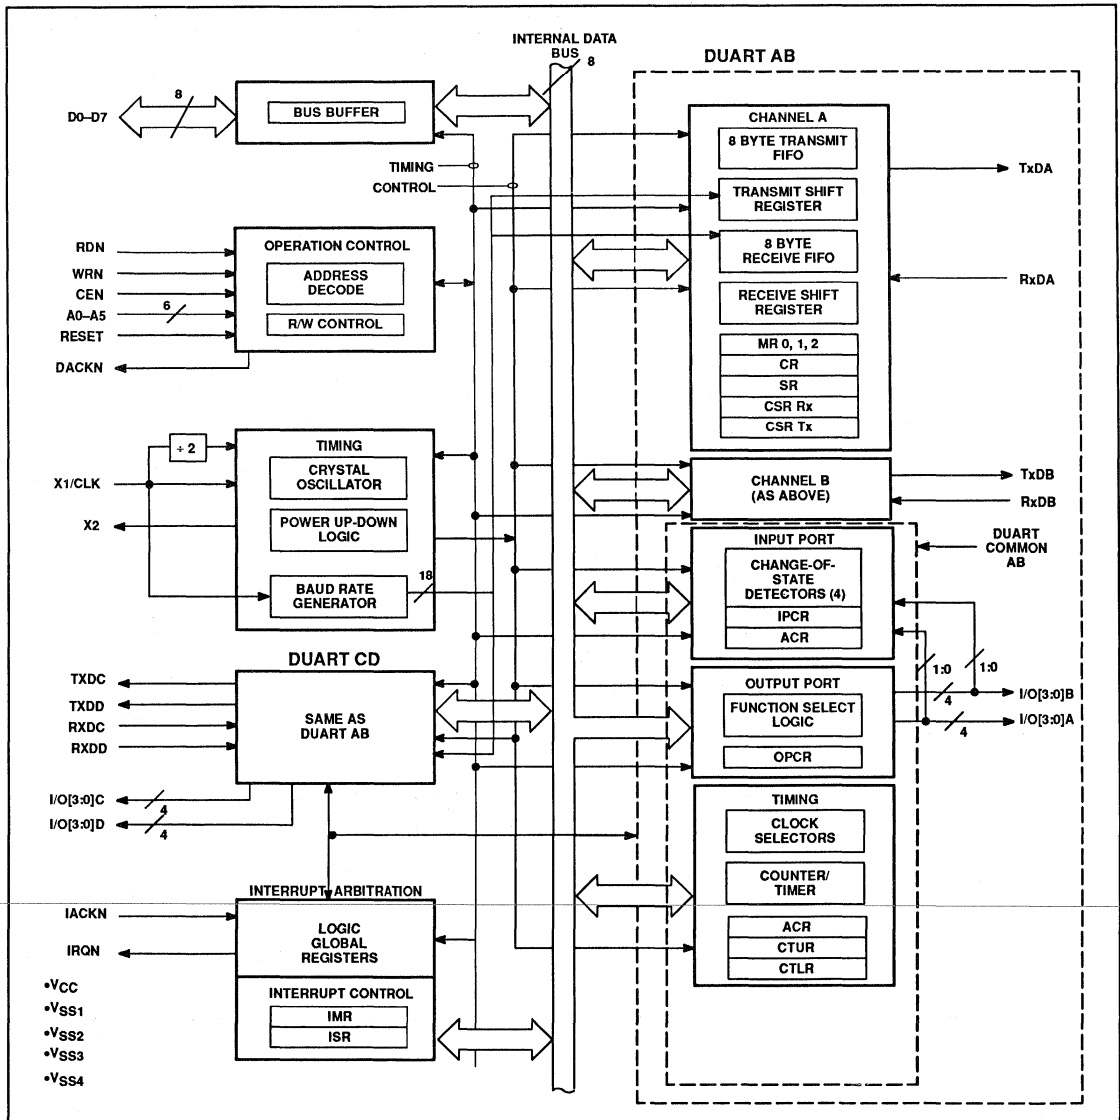 INTERNAL DATA
BUS
8
DUART AB
D0–D7
8
BUS BUFFER
TIMING
CONTROL
CHANNEL A
8 BYTE TRANSMIT
FIFO
TRANSMIT SHIFT
REGISTER
8 BYTE
RECEIVE FIFO
RECEIVE SHIFT
REGISTER
MR 0, 1, 2
CR
SR
CSR Rx
CSR Tx
TxDA
RxDA
RDN
WRN
CEN
A0–A5
6
RESET
DACKN
OPERATION CONTROL
ADDRESS
DECODE
R/W CONTROL
÷ 2
X1/CLK
X2
TIMING
CRYSTAL
OSCILLATOR
POWER UP-DOWN
LOGIC
BAUD RATE
GENERATOR
18
CHANNEL B
(AS ABOVE)
TxDB
RxDB
DUART
COMMON
AB
INPUT PORT
CHANGE-OF-
STATE
DETECTORS (4)
IPCR
ACR
1:0
1:0
DUART CD
TXDC
TXDD
RXDC
RXDD
SAME AS
DUART AB
I/O[3:0]C
4
I/O[3:0]D
4
OUTPUT PORT
FUNCTION SELECT
LOGIC
OPCR
4
I/O[3:0]B
I/O[3:0]A
4
TIMING
CLOCK
SELECTORS
COUNTER/
TIMER
ACR
CTUR
CTLR
INTERRUPT ARBITRATION
IACKN
IRQN
LOGIC
GLOBAL
REGISTERS
INTERRUPT CONTROL
IMR
ISR
•VCC
•VSS1
•VSS2
•VSS3
•VSS4